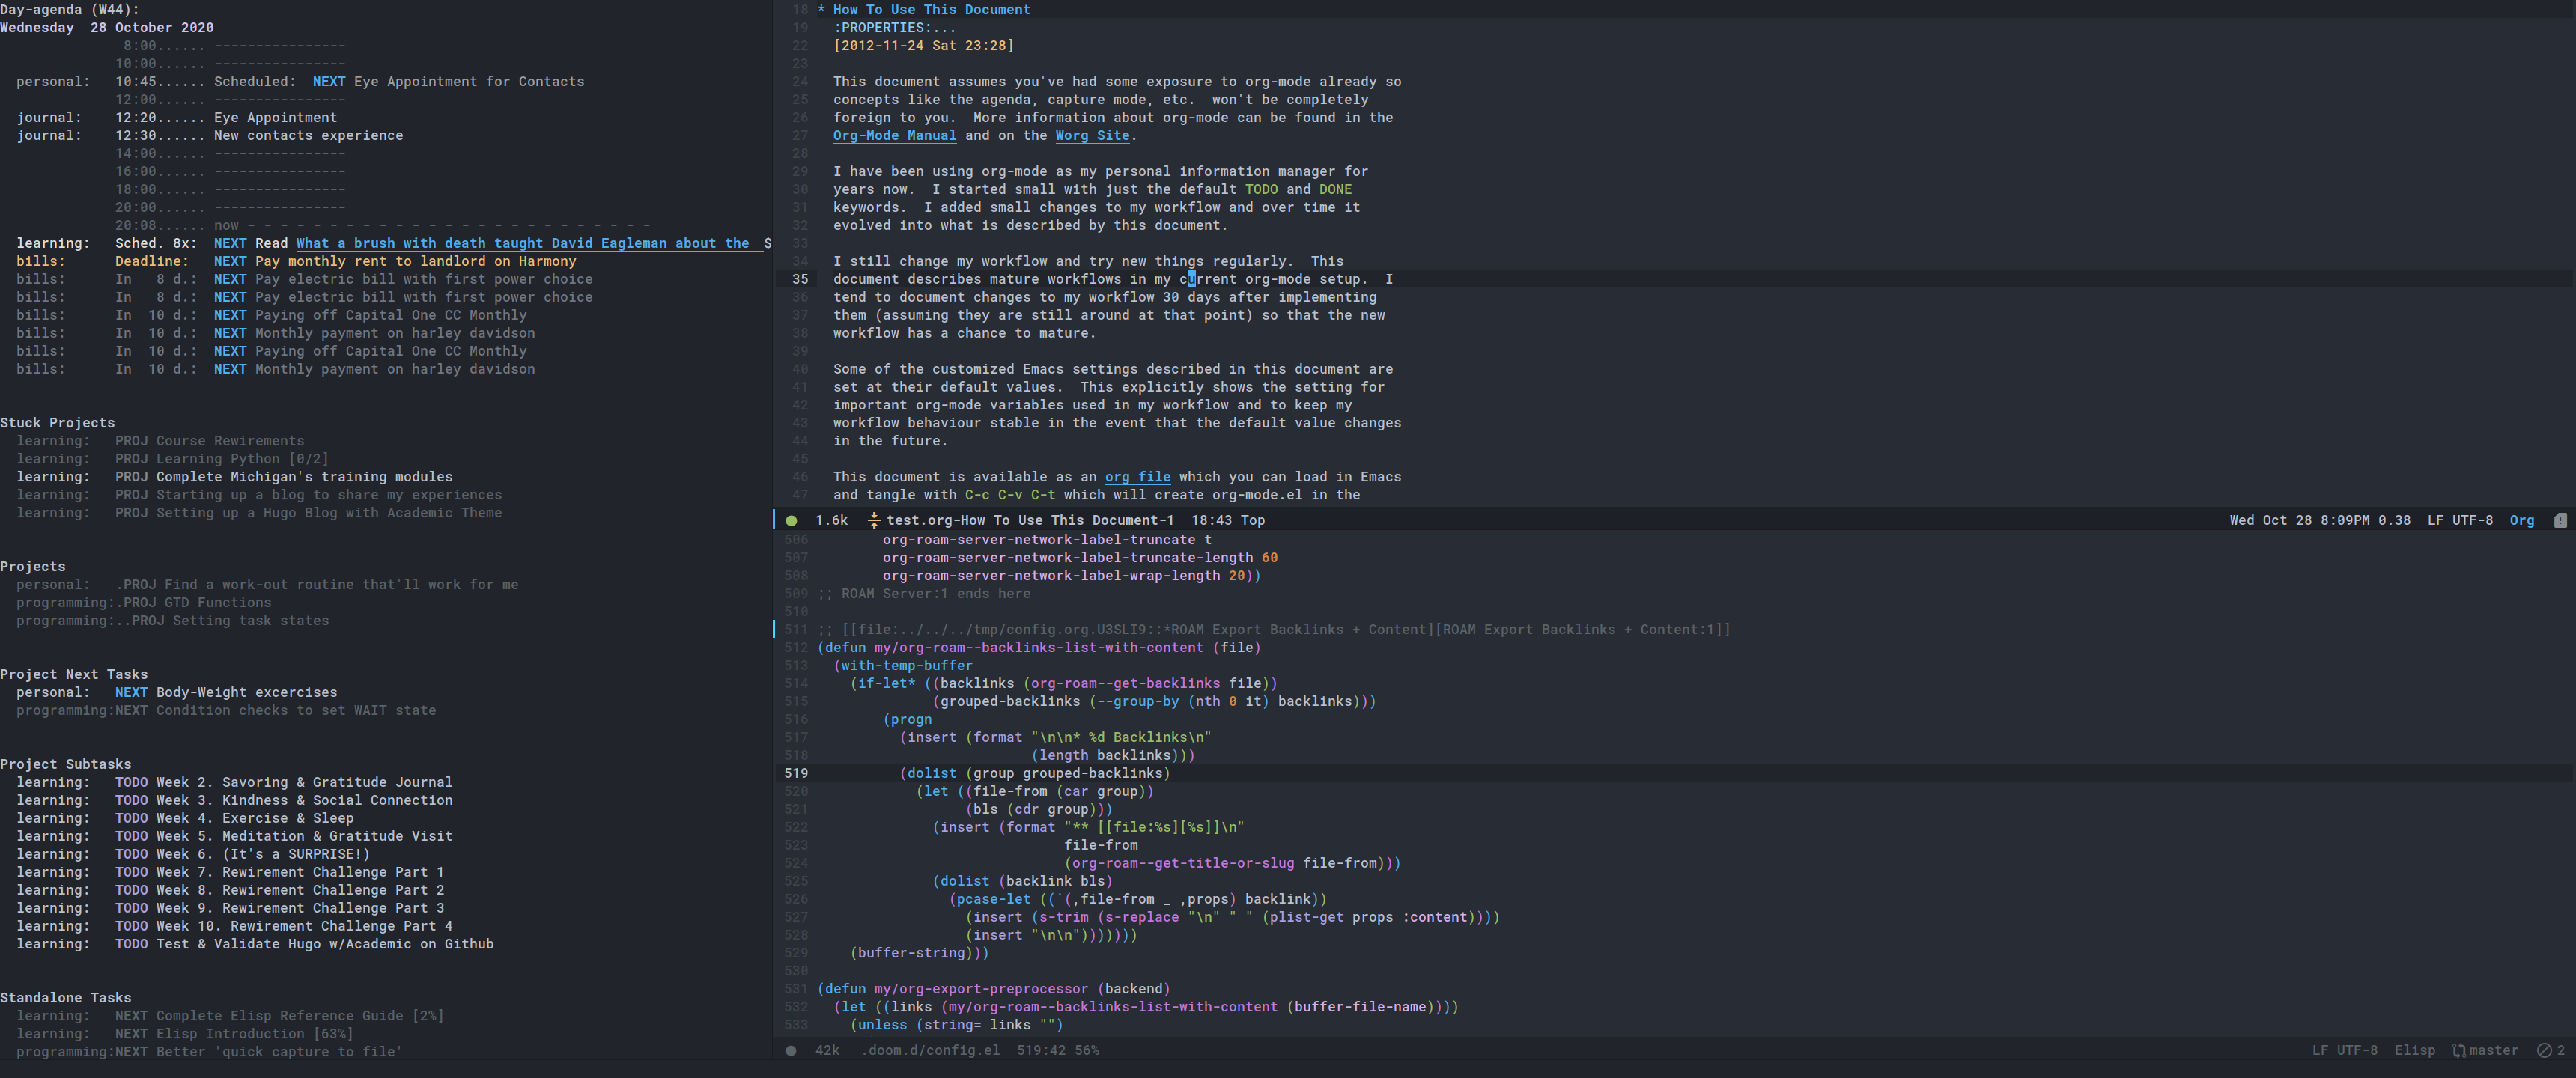 Day-agenda (W44):
Wednesday  28 October 2020
              8:00...... ----------------
             10:00...... ----------------
  personal:  10:45...... Scheduled:  NEXT Eye Appointment for Contacts
             12:00...... ----------------
  journal:   12:20...... Eye Appointment
  journal:   12:30...... New contacts experience
             14:00...... ----------------
             16:00...... ----------------
             18:00...... ----------------
             20:00...... ----------------
             20:08...... now - - - - - - - - - - - - - - - - - - - - - - - - -
  learning:  Sched. 8x:  NEXT Read What a brush with death taught David Eagleman about the $
  bills:     Deadline:   NEXT Pay monthly rent to landlord on Harmony
  bills:     In   8 d.:  NEXT Pay electric bill with first power choice
  bills:     In   8 d.:  NEXT Pay electric bill with first power choice
  bills:     In  10 d.:  NEXT Paying off Capital One CC Monthly
  bills:     In  10 d.:  NEXT Monthly payment on harley davidson
  bills:     In  10 d.:  NEXT Paying off Capital One CC Monthly
  bills:     In  10 d.:  NEXT Monthly payment on harley davidson
Stuck Projects
  learning:   PROJ Course Rewirements
  learning:   PROJ Learning Python [0/2]
  learning:   PROJ Complete Michigan's training modules
  learning:   PROJ Starting up a blog to share my experiences
  learning:   PROJ Setting up a Hugo Blog with Academic Theme
Projects
  personal:   .PROJ Find a work-out routine that'll work for me
  programming:.PROJ GTD Functions
  programming:..PROJ Setting task states
Project Next Tasks
  personal:   NEXT Body-Weight excercises
  programming:NEXT Condition checks to set WAIT state
Project Subtasks
  learning:   TODO Week 2. Savoring & Gratitude Journal
  learning:   TODO Week 3. Kindness & Social Connection
  learning:   TODO Week 4. Exercise & Sleep
  learning:   TODO Week 5. Meditation & Gratitude Visit
  learning:   TODO Week 6. (It's a SURPRISE!)
  learning:   TODO Week 7. Rewirement Challenge Part 1
  learning:   TODO Week 8. Rewirement Challenge Part 2
  learning:   TODO Week 9. Rewirement Challenge Part 3
  learning:   TODO Week 10. Rewirement Challenge Part 4
  learning:   TODO Test & Validate Hugo w/Academic on Github
Standalone Tasks
  learning:   NEXT Complete Elisp Reference Guide [2%]
  learning:   NEXT Elisp Introduction [63%]
  programming:NEXT Better 'quick capture to file'
18 * How To Use This Document
19   :PROPERTIES:...
22   [2012-11-24 Sat 23:28]
23
24   This document assumes you've had some exposure to org-mode already so
25   concepts like the agenda, capture mode, etc.  won't be completely
26   foreign to you.  More information about org-mode can be found in the
27   Org-Mode Manual and on the Worg Site.
28
29   I have been using org-mode as my personal information manager for
30   years now.  I started small with just the default TODO and DONE
31   keywords.  I added small changes to my workflow and over time it
32   evolved into what is described by this document.
33
34   I still change my workflow and try new things regularly.  This
35   document describes mature workflows in my current org-mode setup.  I
36   tend to document changes to my workflow 30 days after implementing
37   them (assuming they are still around at that point) so that the new
38   workflow has a chance to mature.
39
40   Some of the customized Emacs settings described in this document are
41   set at their default values.  This explicitly shows the setting for
42   important org-mode variables used in my workflow and to keep my
43   workflow behaviour stable in the event that the default value changes
44   in the future.
45
46   This document is available as an org file which you can load in Emacs
47   and tangle with C-c C-v C-t which will create org-mode.el in the
1.6k  test.org-How To Use This Document-1  18:43 Top  Wed Oct 28 8:09PM 0.38  LF UTF-8  Org
506         org-roam-server-network-label-truncate t
507         org-roam-server-network-label-truncate-length 60
508         org-roam-server-network-label-wrap-length 20))
509 ;; ROAM Server:1 ends here
510
511 ;; [[file:../../../tmp/config.org.U3SLI9::*ROAM Export Backlinks + Content][ROAM Export Backlinks + Content:1]]
512 (defun my/org-roam--backlinks-list-with-content (file)
513   (with-temp-buffer
514     (if-let* ((backlinks (org-roam--get-backlinks file))
515               (grouped-backlinks (--group-by (nth 0 it) backlinks)))
516         (progn
517           (insert (format "\n\n* %d Backlinks\n"
518                           (length backlinks)))
519           (dolist (group grouped-backlinks)
520             (let ((file-from (car group))
521                   (bls (cdr group)))
522               (insert (format "** [[file:%s][%s]]\n"
523                               file-from
524                               (org-roam--get-title-or-slug file-from)))
525               (dolist (backlink bls)
526                 (pcase-let ((`(,file-from _ ,props) backlink))
527                   (insert (s-trim (s-replace "\n" " " (plist-get props :content))))
528                   (insert "\n\n")))))))
529     (buffer-string)))
530
531 (defun my/org-export-preprocessor (backend)
532   (let ((links (my/org-roam--backlinks-list-with-content (buffer-file-name))))
533     (unless (string= links "")
42k  .doom.d/config.el  519:42 56%  LF UTF-8  Elisp  master  2